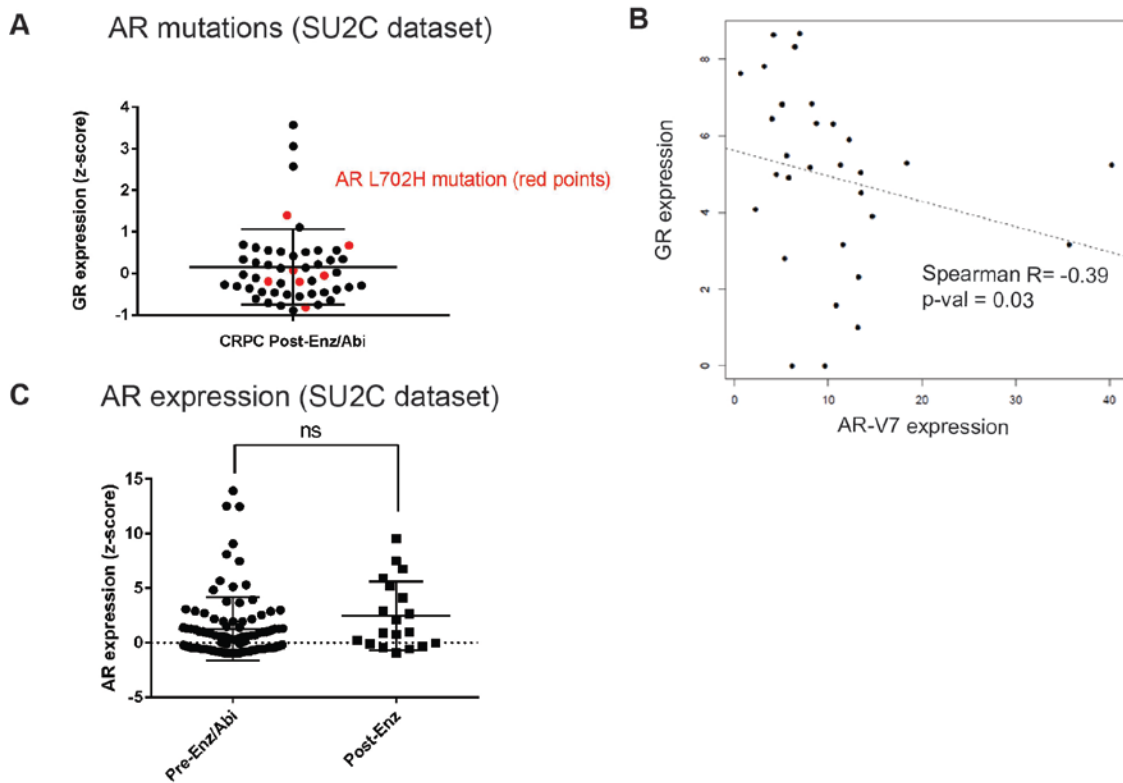 A
AR mutations (SU2C dataset)
GR expression (z-score)
4
3
2
1
0
-1
AR L702H mutation (red points)
CRPC Post-Enz/Abi
B
GR expression
8
6
4
2
0
Spearman R= -0.39
p-val = 0.03
0
10
20
30
40
AR-V7 expression
C
AR expression (SU2C dataset)
ns
AR expression (z-score)
15
10
5
0
-5
Pre-Enz/Abi
Post-Enz